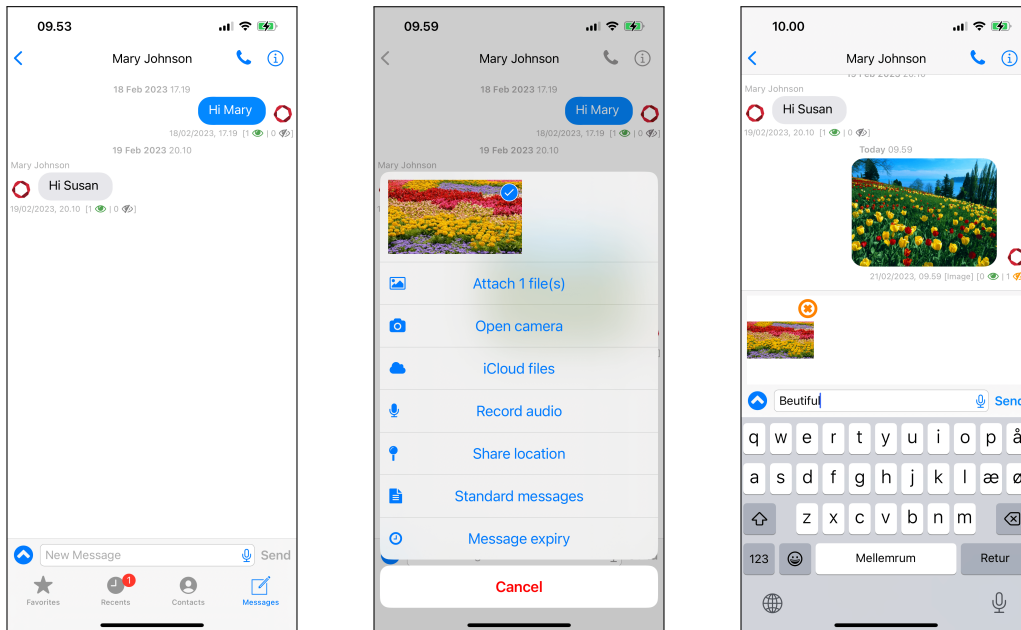 09.53
Mary Johnson
18 Feb 2023 17.19
Hi Mary
18/02/2023, 17.19 [1 | 0 ]
19 Feb 2023 20.10
Mary Johnson
Hi Susan
19/02/2023, 20.10 [1 | 0 ]
New Message
Send
1
Favorites
Recents
Contacts
Messages
09.59
Mary Johnson
18 Feb 2023 17.19
Hi Mary
18/02/2023, 17.19 [1 | 0 ]
19 Feb 2023 20.10
Mary Johnson
Attach 1 file(s)
Open camera
iCloud files
Record audio
Share location
Standard messages
Message expiry
Cancel
10.00
Mary Johnson
Mary Johnson
Hi Susan
19/02/2023, 20.10 [1 | 0 ]
Today 09.59
21/02/2023, 09.59 [Image] [0 | 1
Beutiful
Send
q w e r t y u i o p å
a s d f g h j k l æ ø
z x c v b n m
123
Mellemrum
Retur